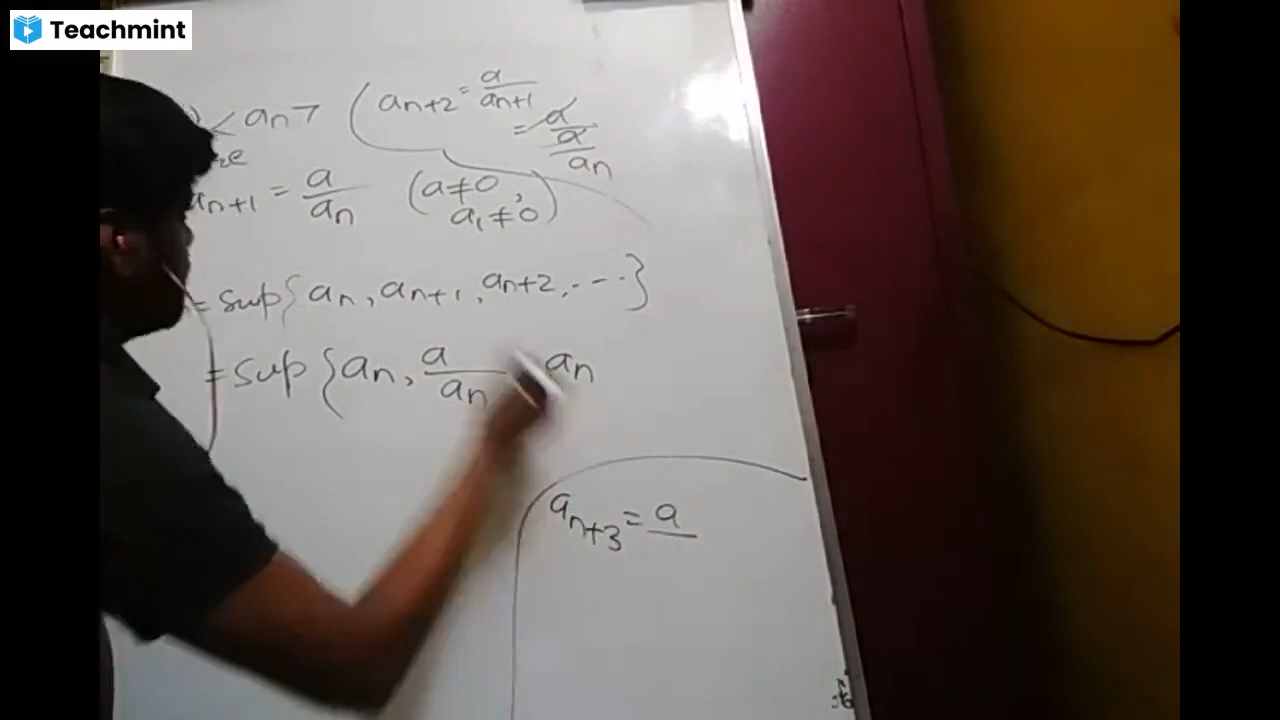 Teachmint
< an > ( an+2 = a/an+1
= a/(a/an)
an+1 = a/an (a≠0, a1≠0)
= sup{ an, an+1, an+2, ... }
= sup { an, a/an an
an+3 = a/